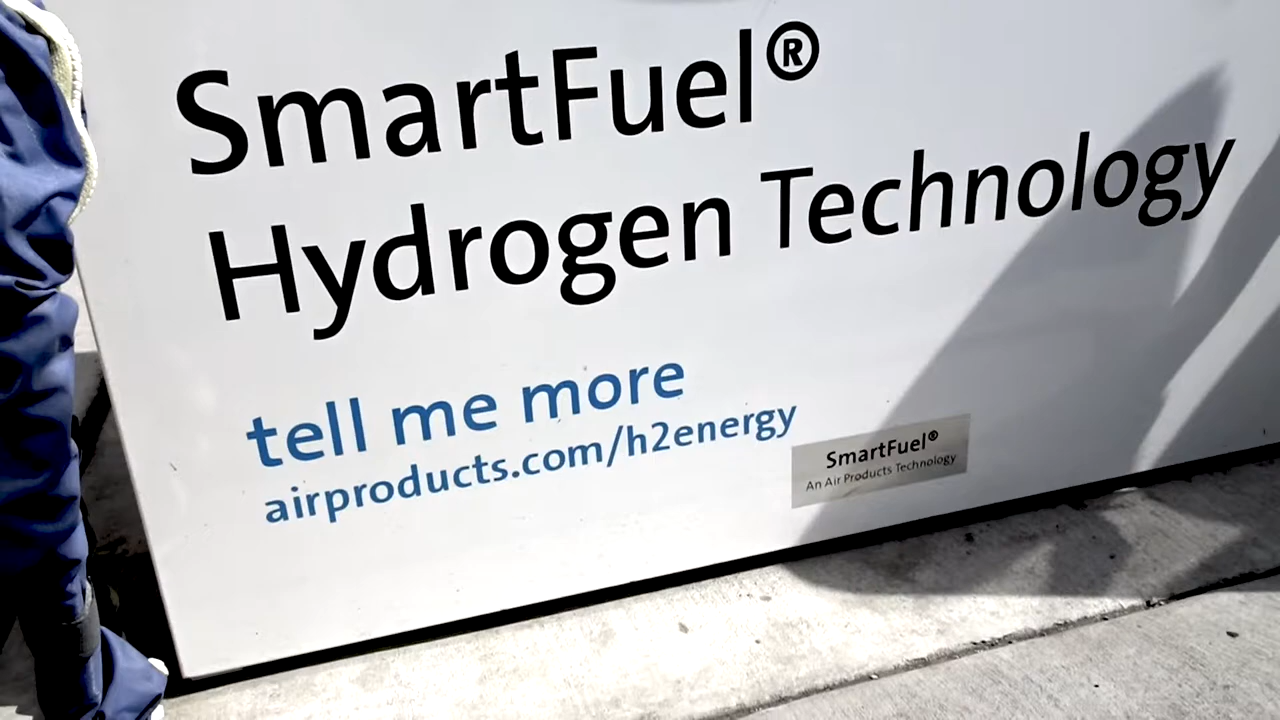 SmartFuel®
Hydrogen Technology
tell me more
airproducts.com/h2energy
SmartFuel®
An Air Products Technology